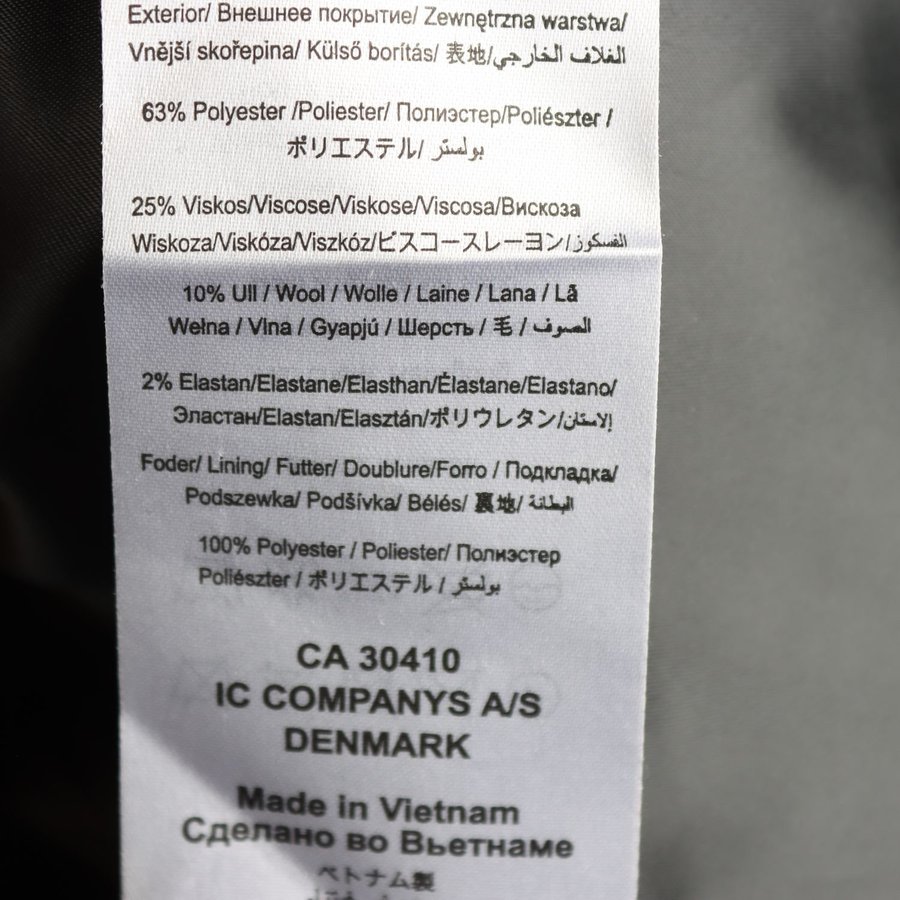 Exterior/ Внешнее покрытие/ Zewnętrzna warstwa/
Vnější skořepina/ Külső borítás/ 表地/الغلاف الخارجي/
63% Polyester /Poliester/ Полиэстер/Poliészter /
ポリエステル/ بولستر
25% Viskos/Viscose/Viskose/Viscosa/Вискоза
Wiskoza/Viskóza/Viszkóz/ビスコースレーヨン/الفسكوز
10% Ull / Wool / Wolle / Laine / Lana / Lã
Wełna / Vlna / Gyapjú / Шерсть / 毛 / الصوف
2% Elastan/Elastane/Elasthan/Élastane/Elastano/
Эластан/Elastan/Elasztán/ポリウレタン/إلاستان
Foder/ Lining/ Futter/ Doublure/Forro / Подкладка/
Podszewka/ Podšívka/ Bélés/ 裏地/ البطانة
100% Polyester / Poliester/ Полиэстер
Poliészter / ポリエステル / بولستر
CA 30410
IC COMPANYS A/S
DENMARK
Made in Vietnam
Сделано во Вьетнаме
ベトナム製